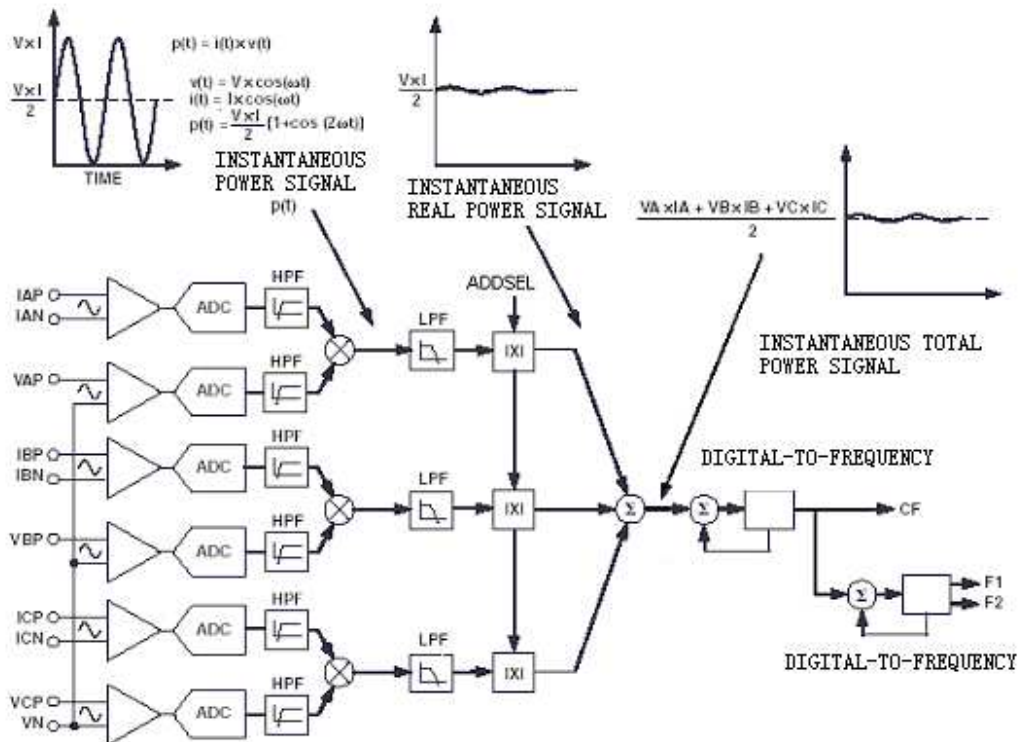 V×I
p(t) = i(t)×v(t)
V×I
2
v(t) = V×cos(ωt)
i(t) = I×cos(ωt)
p(t) = V×I/2 [1+cos (2ωt)]
TIME
V×I
2
INSTANTANEOUS
POWER SIGNAL
p(t)
INSTANTANEOUS
REAL POWER SIGNAL
VA×IA + VB×IB + VC×IC
2
INSTANTANEOUS TOTAL
POWER SIGNAL
ADDSEL
IAP
IAN
ADC
HPF
LPF
|X|
VAP
ADC
HPF
IBP
IBN
ADC
HPF
LPF
|X|
Σ
Σ
DIGITAL-TO-FREQUENCY
CF
VBP
ADC
HPF
Σ
F1
F2
DIGITAL-TO-FREQUENCY
ICP
ICN
ADC
HPF
LPF
|X|
VCP
VN
ADC
HPF